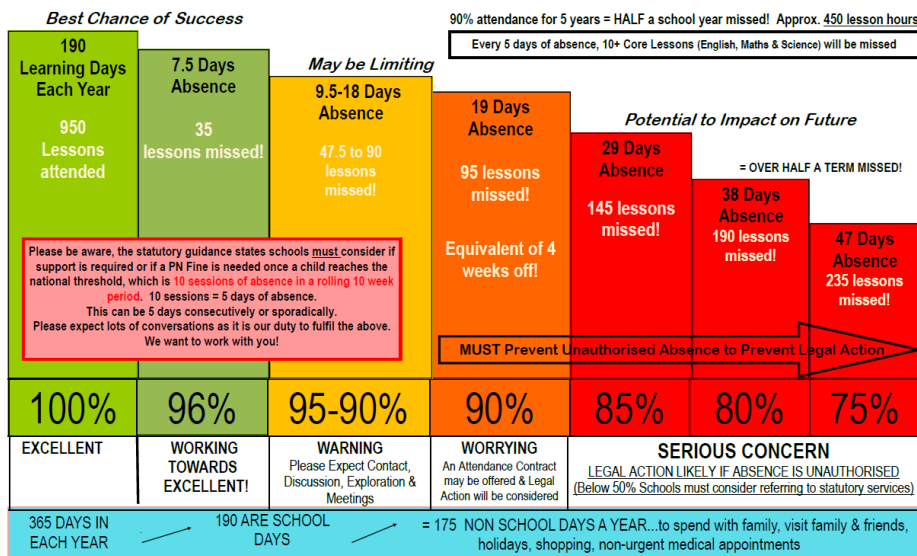 Best Chance of Success
90% attendance for 5 years = HALF a school year missed! Approx. 450 lesson hours
Every 5 days of absence, 10+ Core Lessons (English, Maths & Science) will be missed
190
Learning Days
Each Year
950
Lessons
attended
7.5 Days
Absence
35
lessons missed!
May be Limiting
9.5-18 Days
Absence
47.5 to 90
lessons
missed!
19 Days
Absence
95 lessons
missed!
Equivalent of 4
weeks off!
Potential to Impact on Future
29 Days
Absence
145 lessons
missed!
= OVER HALF A TERM MISSED!
38 Days
Absence
190 lessons
missed!
47 Days
Absence
235 lessons
missed!
Please be aware, the statutory guidance states schools must consider if
support is required or if a PN Fine is needed once a child reaches the
national threshold, which is 10 sessions of absence in a rolling 10 week
period. 10 sessions = 5 days of absence.
This can be 5 days consecutively or sporadically.
Please expect lots of conversations as it is our duty to fulfil the above.
We want to work with you!
MUST Prevent Unauthorised Absence to Prevent Legal Action
100%
96%
95-90%
90%
85%
80%
75%
EXCELLENT
WORKING
TOWARDS
EXCELLENT!
WARNING
Please Expect Contact,
Discussion, Exploration &
Meetings
WORRYING
An Attendance Contract
may be offered & Legal
Action will be considered
SERIOUS CONCERN
LEGAL ACTION LIKELY IF ABSENCE IS UNAUTHORISED
(Below 50% Schools must consider referring to statutory services)
365 DAYS IN
EACH YEAR
190 ARE SCHOOL
DAYS
= 175 NON SCHOOL DAYS A YEAR...to spend with family, visit family & friends,
holidays, shopping, non-urgent medical appointments